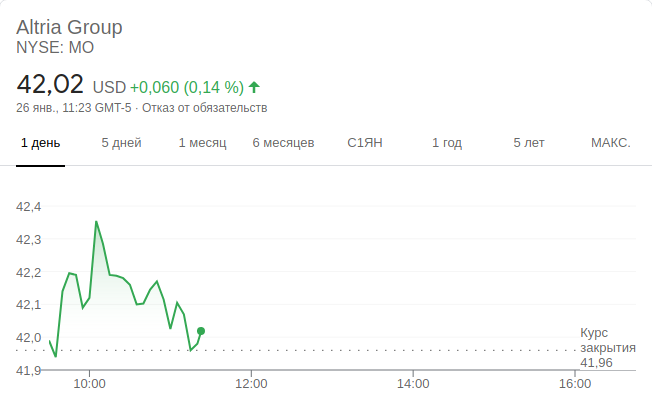 Altria Group
NYSE: MO
42,02 USD +0,060 (0,14 %)
26 янв., 11:23 GMT-5 · Отказ от обязательств
1 день 5 дней 1 месяц 6 месяцев С1ЯН 1 год 5 лет МАКС.
42,4
42,3
42,2
42,1
42,0
41,9
Курс
закрытия
41,96
10:00 12:00 14:00 16:00